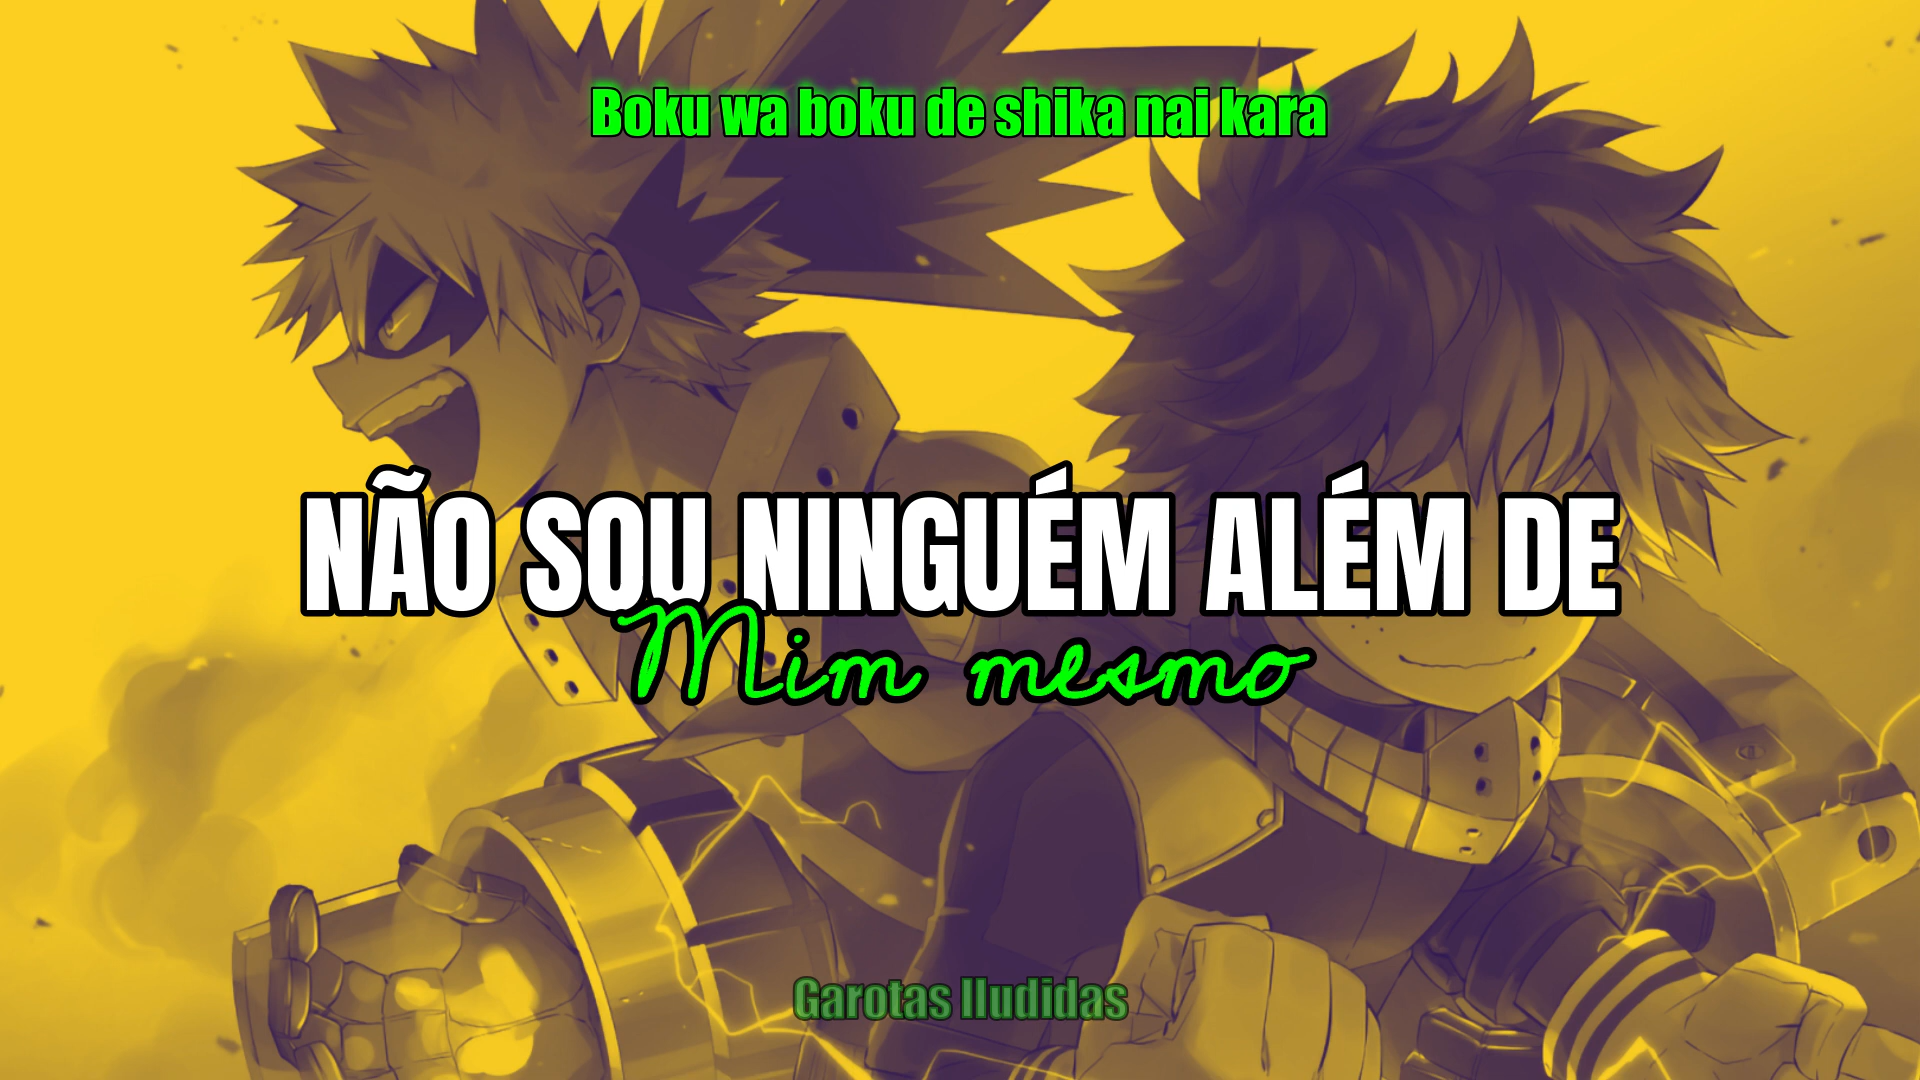 Boku wa boku de shika nai kara
NÃO SOU NINGUÉM ALÉM DE
Mim mesmo
Garotas Iludidas